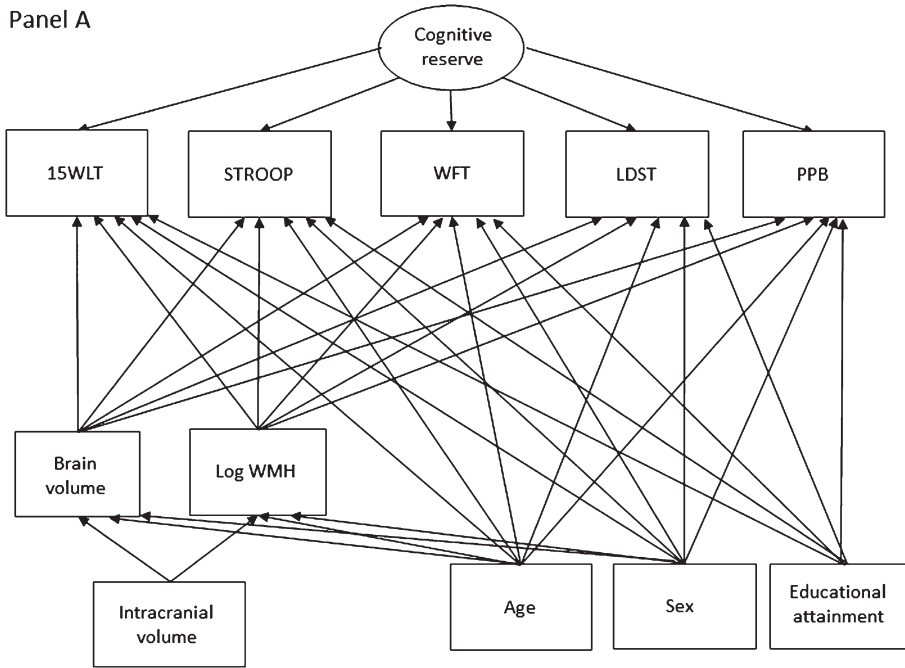 Panel A
Cognitive
reserve
15WLT
STROOP
WFT
LDST
PPB
Brain
volume
Log WMH
Intracranial
volume
Age
Sex
Educational
attainment